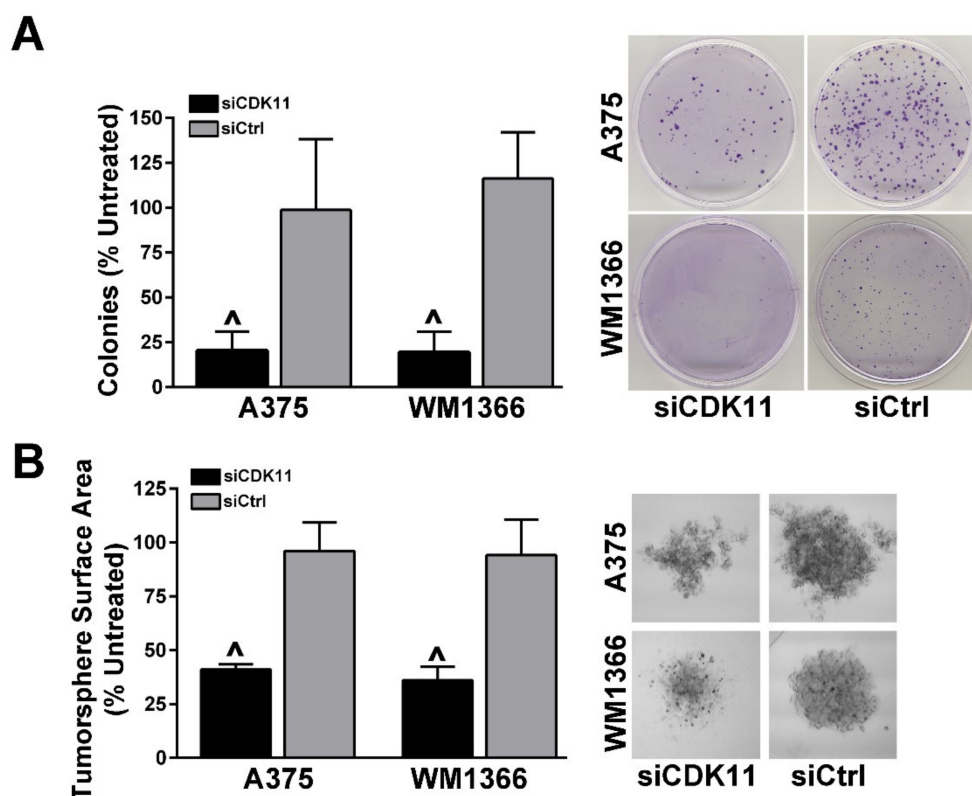 A
siCDK11
siCtrl
Colonies (% Untreated)
150
125
100
75
50
25
0
^
^
A375
WM1366
A375
WM1366
siCDK11
siCtrl
B
siCDK11
siCtrl
Tumorsphere Surface Area
(% Untreated)
125
100
75
50
25
0
^
^
A375
WM1366
A375
WM1366
siCDK11
siCtrl